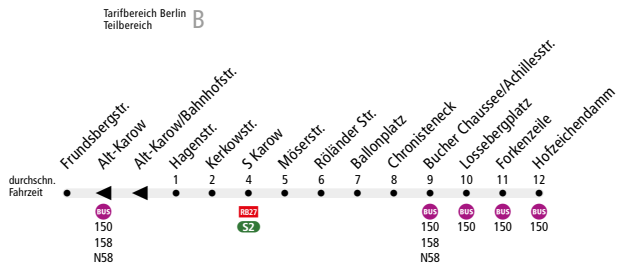 Tarifbereich Berlin
Teilbereich B
Frundsbergstr.
Alt-Karow
Alt-Karow/Bahnhofstr.
Hagenstr.
Kerkowstr.
S Karow
Möserstr.
Röländer Str.
Ballonplatz
Chronisteneck
Bucher Chaussee/Achillesstr.
Lossebergplatz
Forkenzeile
Hofzeichendamm
durchschn. 1 2 4 5 6 7 8 9 10 11 12
Fahrzeit
BUS RB27 BUS BUS BUS BUS
150 S2 150 150 150 150
158 158
N58 N58